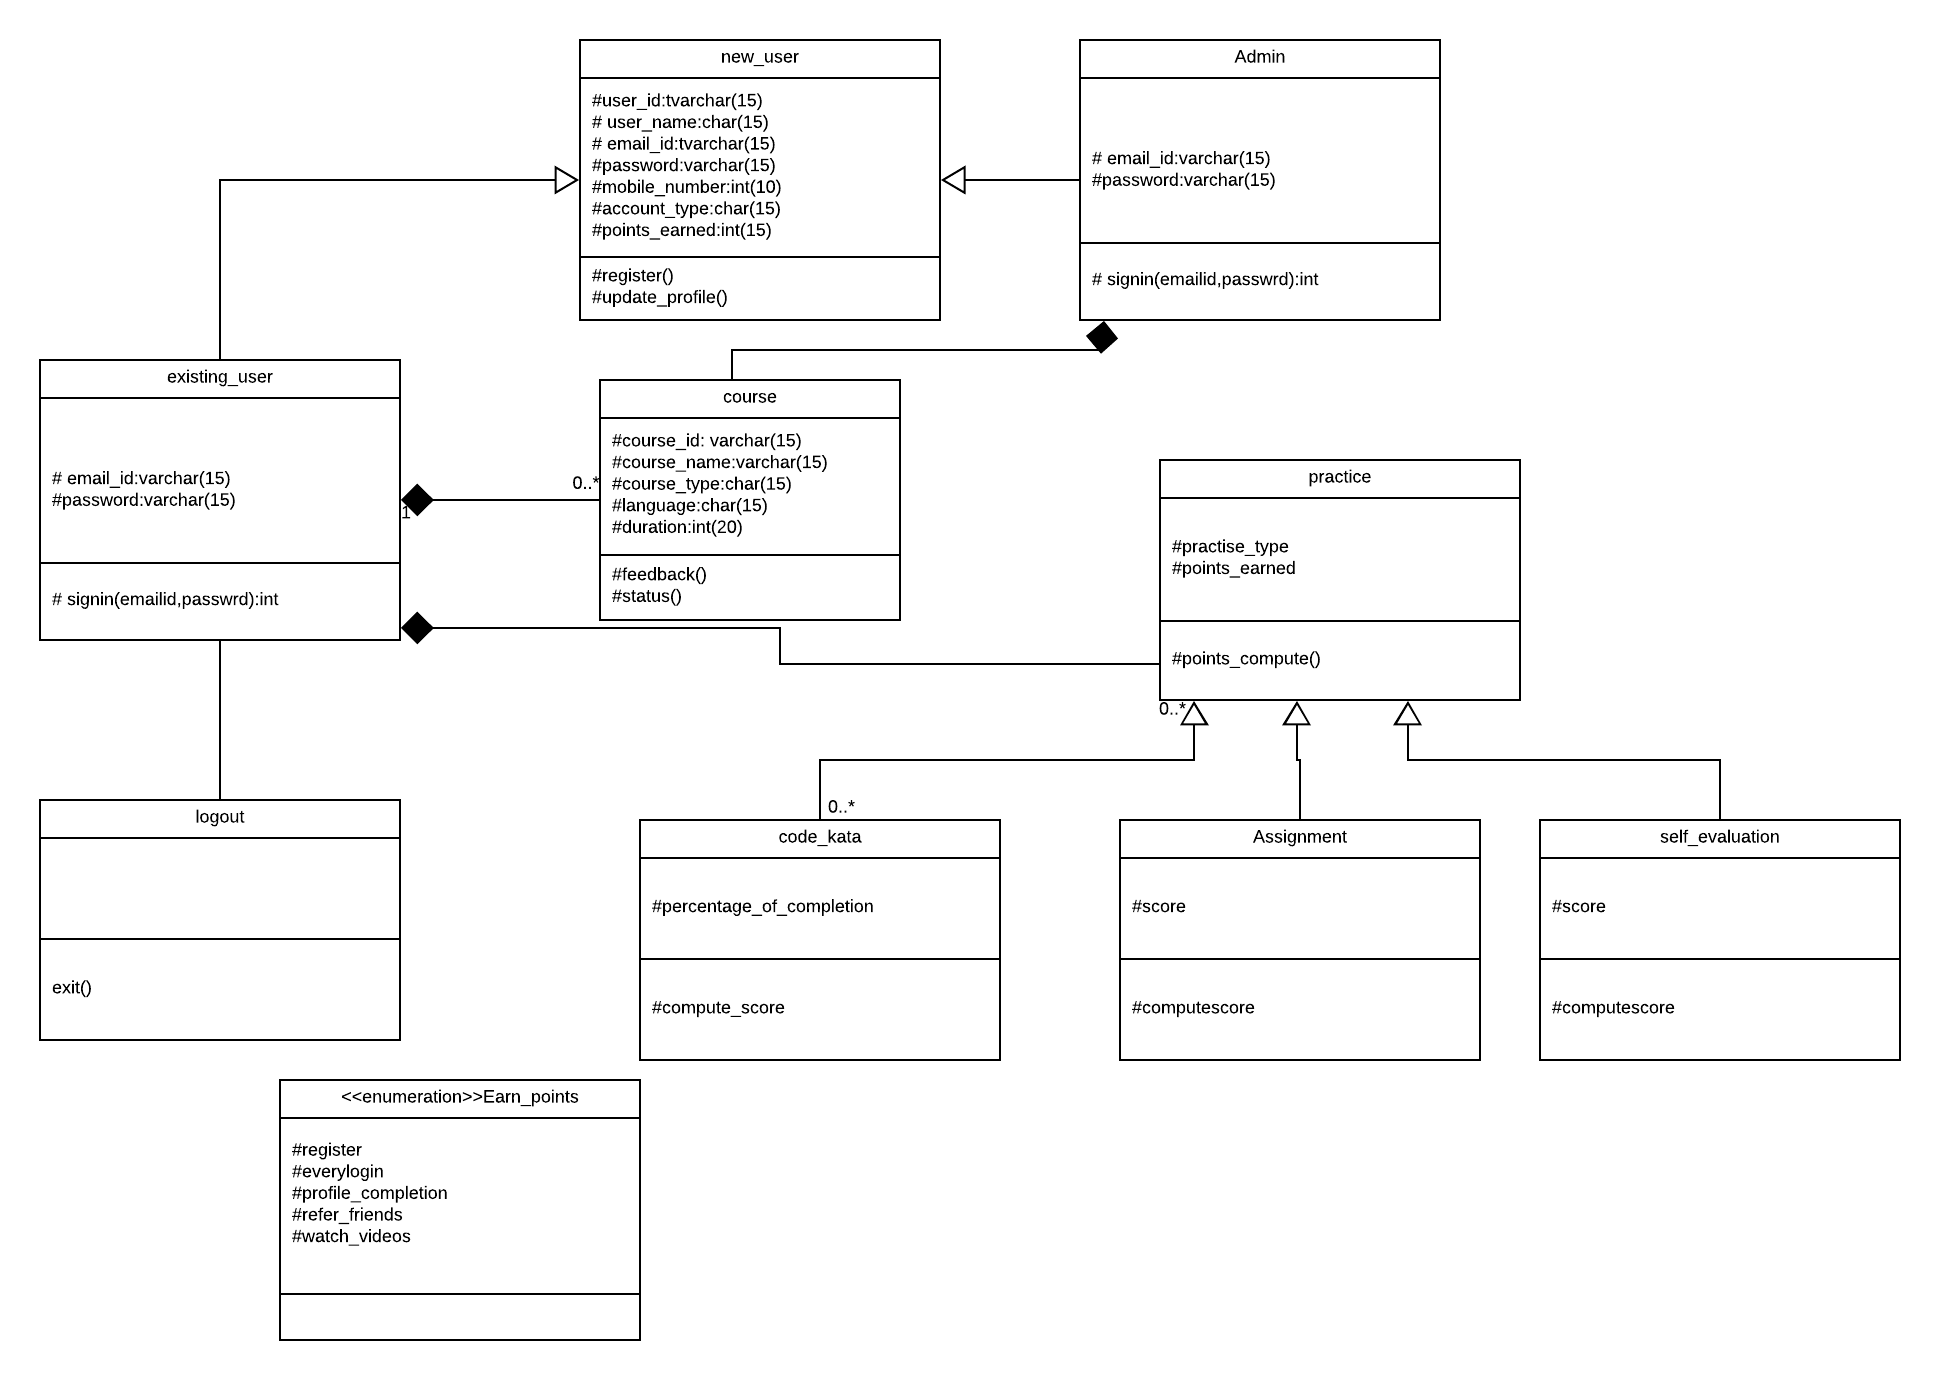 new_user
#user_id:tvarchar(15)
# user_name:char(15)
# email_id:tvarchar(15)
#password:varchar(15)
#mobile_number:int(10)
#account_type:char(15)
#points_earned:int(15)
#register()
#update_profile()
Admin
# email_id:varchar(15)
#password:varchar(15)
# signin(emailid,passwrd):int
existing_user
# email_id:varchar(15)
#password:varchar(15)
# signin(emailid,passwrd):int
1
0..*
course
#course_id: varchar(15)
#course_name:varchar(15)
#course_type:char(15)
#language:char(15)
#duration:int(20)
#feedback()
#status()
practice
#practise_type
#points_earned
#points_compute()
0..*
0..*
logout
exit()
code_kata
#percentage_of_completion
#compute_score
Assignment
#score
#computescore
self_evaluation
#score
#computescore
<<enumeration>>Earn_points
#register
#everylogin
#profile_completion
#refer_friends
#watch_videos